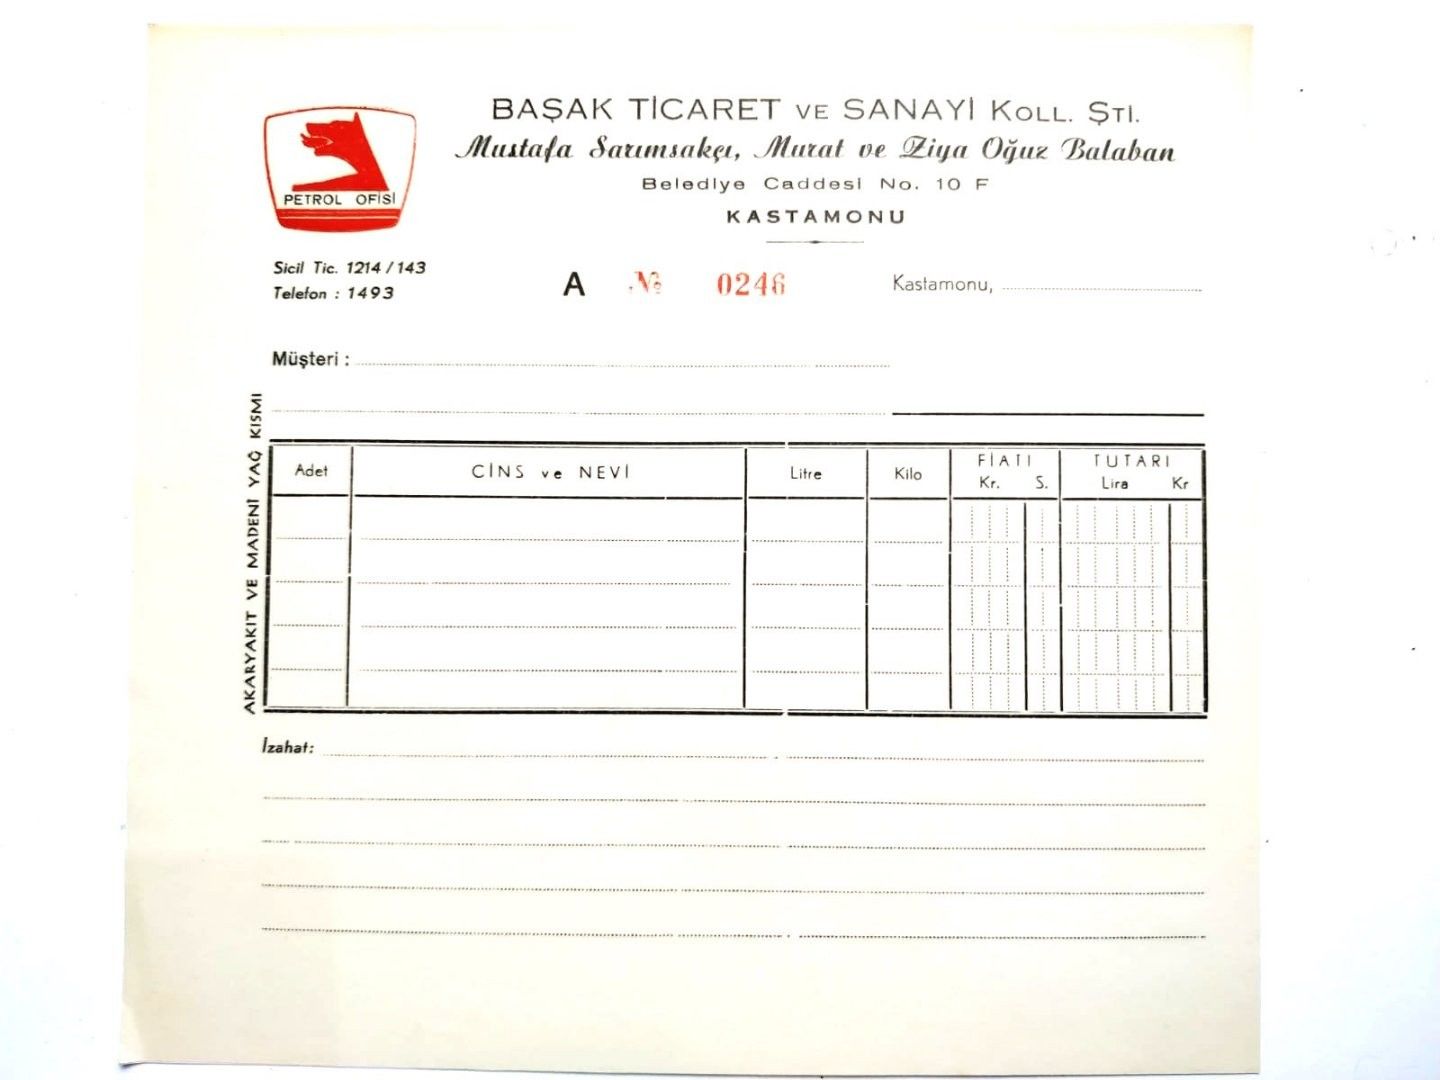 BAŞAK TİCARET VE SANAYİ KOLL. ŞTİ.
Mustafa Sarımsakçı, Murat ve Ziya Oğuz Balaban
Belediye Caddesi No. 10 F
KASTAMONU
PETROL OFİSİ
Sicil Tic. 1214 / 143
Telefon : 1493
A № 0246
Kastamonu,
Müşteri :
AKARYAKIT VE MADENİ YAĞ KISMI
Adet CİNS ve NEVİ Litre Kilo FİATI TUTARI
Kr. S. Lira Kr
İzahat: